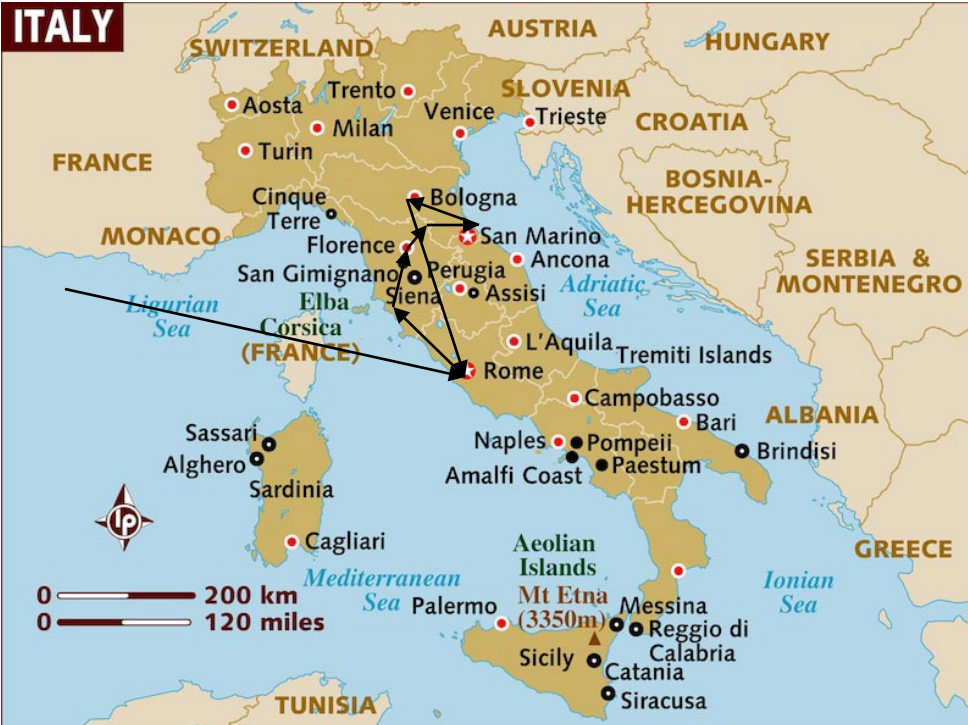 ITALY
AUSTRIA
HUNGARY
SWITZERLAND
SLOVENIA
Trento
Aosta
Venice
Trieste
Milan
CROATIA
Turin
FRANCE
BOSNIA-
HERCEGOVINA
Cinque
Terre
Bologna
MONACO
Florence
San Marino
Ancona
SERBIA &
MONTENEGRO
San Gimignano
Perugia
Siena
Assisi
Adriatic
Sea
Ligurian
Sea
Elba
Corsica
(FRANCE)
L'Aquila
Tremiti Islands
Rome
Campobasso
Bari
ALBANIA
Sassari
Alghero
Sardinia
Naples
Pompeii
Brindisi
Amalfi Coast
Paestum
lp
Cagliari
GREECE
Aeolian
Islands
Mediterranean
Sea
Ionian
Sea
0
200 km
0
120 miles
Mt Etna
(3350m)
Palermo
Messina
Reggio di
Calabria
Sicily
Catania
Siracusa
TUNISIA